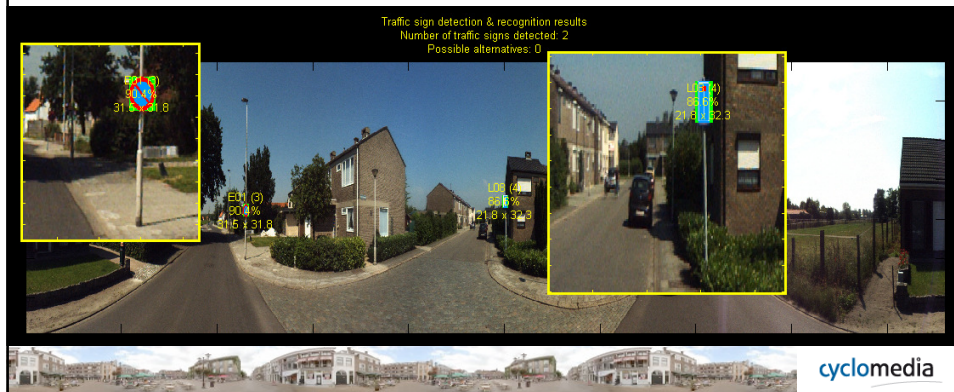 Traffic sign detection & recognition results
Number of traffic signs detected: 2
Possible alternatives: 0
E01 (3)
90.4%
31.5 x 31.8
L08 (4)
86.6%
21.8 x 32.3
E01 (3)
90.4%
31.5 x 31.8
L08 (4)
86.6%
21.8 x 32.3
cyclomedia